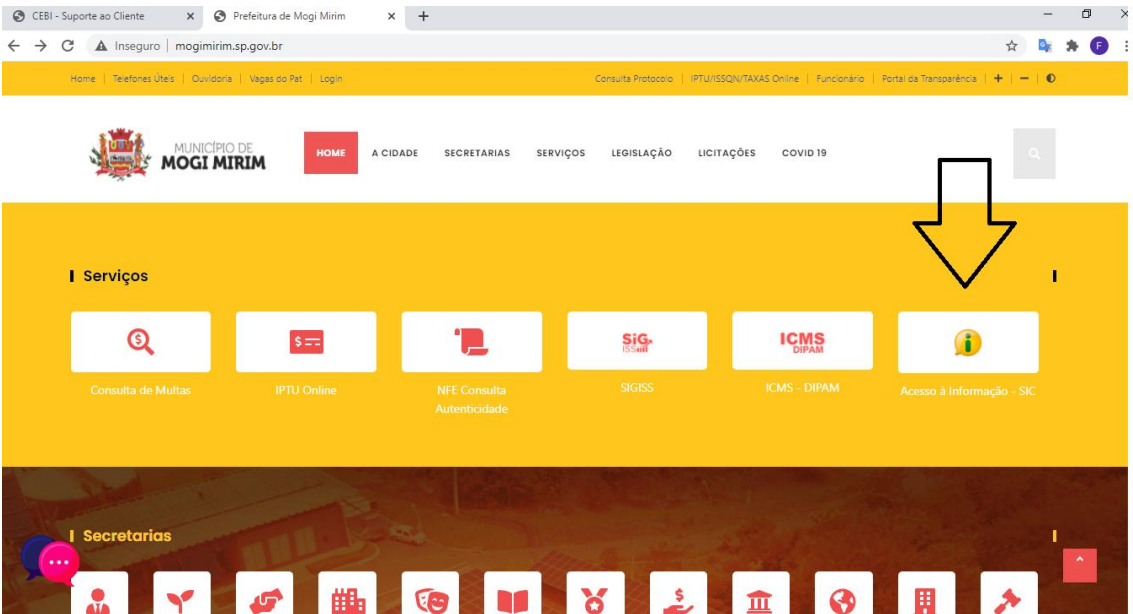 CEBI - Suporte ao Cliente
Prefeitura de Mogi Mirim
Inseguro | mogimirim.sp.gov.br
F
Home | Telefones Úteis | Ouvidoria | Vagas do Pat | Login
Consulta Protocolo | IPTU/ISSQN/TAXAS Online | Funcionário | Portal da Transparência | + | − |
MUNICÍPIO DE
MOGI MIRIM
HOME A CIDADE SECRETARIAS SERVIÇOS LEGISLAÇÃO LICITAÇÕES COVID 19
Serviços
SiG
ISS
ICMS
DIPAM
Consulta de Multas
IPTU Online
NFE Consulta
Autenticidade
SIGISS
ICMS - DIPAM
Acesso à Informação - SIC
Secretarias